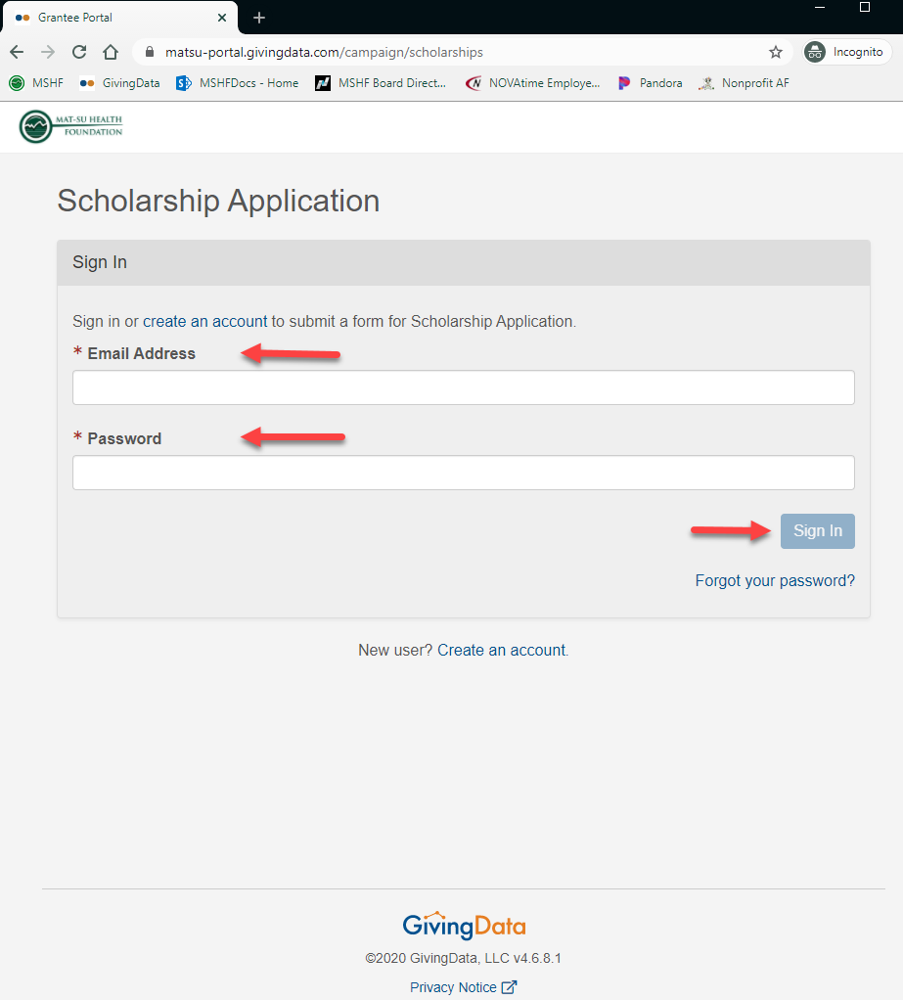 Grantee Portal
matsu-portal.givingdata.com/campaign/scholarships
Incognito
MSHF GivingData MSHFDocs - Home MSHF Board Direct... NOVAtime Employe... Pandora Nonprofit AF
MAT-SU HEALTH
FOUNDATION
Scholarship Application
Sign In
Sign in or create an account to submit a form for Scholarship Application.
* Email Address
* Password
Sign In
Forgot your password?
New user? Create an account.
GivingData
©2020 GivingData, LLC v4.6.8.1
Privacy Notice